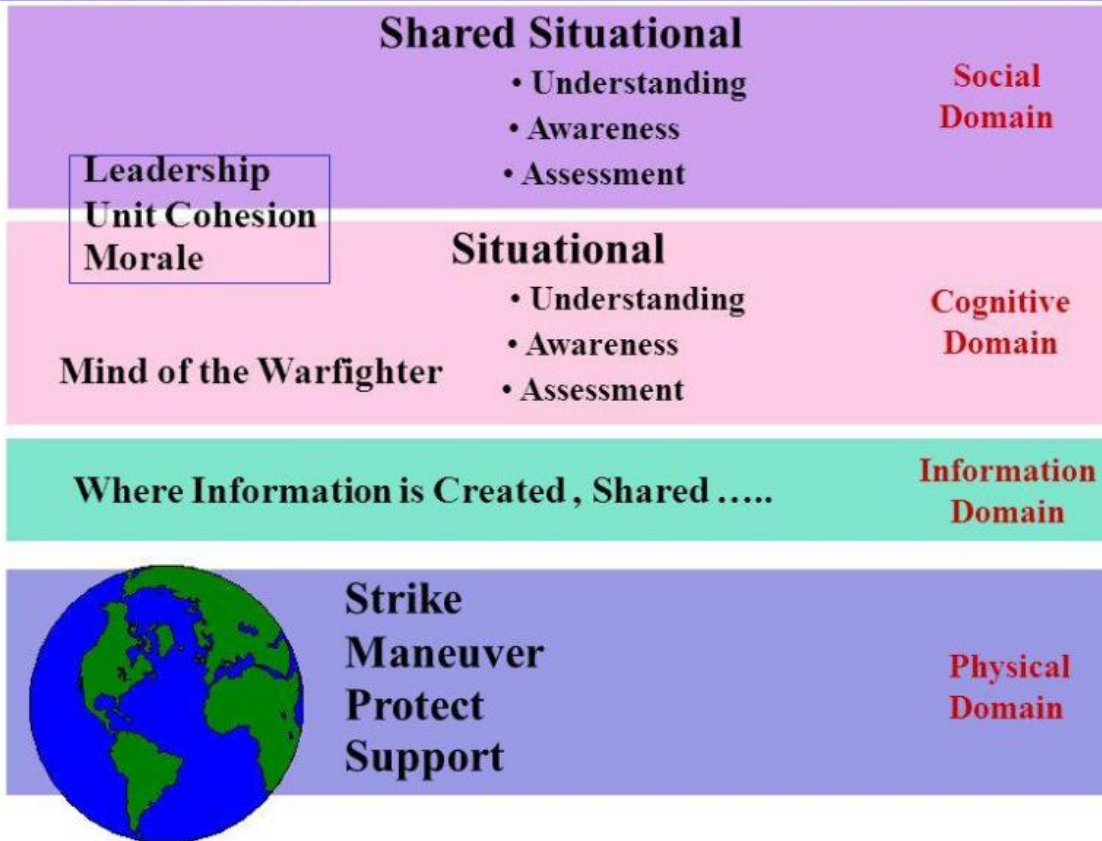 Shared Situational
• Understanding
• Awareness
• Assessment
Social
Domain
Leadership
Unit Cohesion
Morale
Situational
• Understanding
• Awareness
• Assessment
Mind of the Warfighter
Cognitive
Domain
Where Information is Created , Shared …..
Information
Domain
Strike
Maneuver
Protect
Support
Physical
Domain